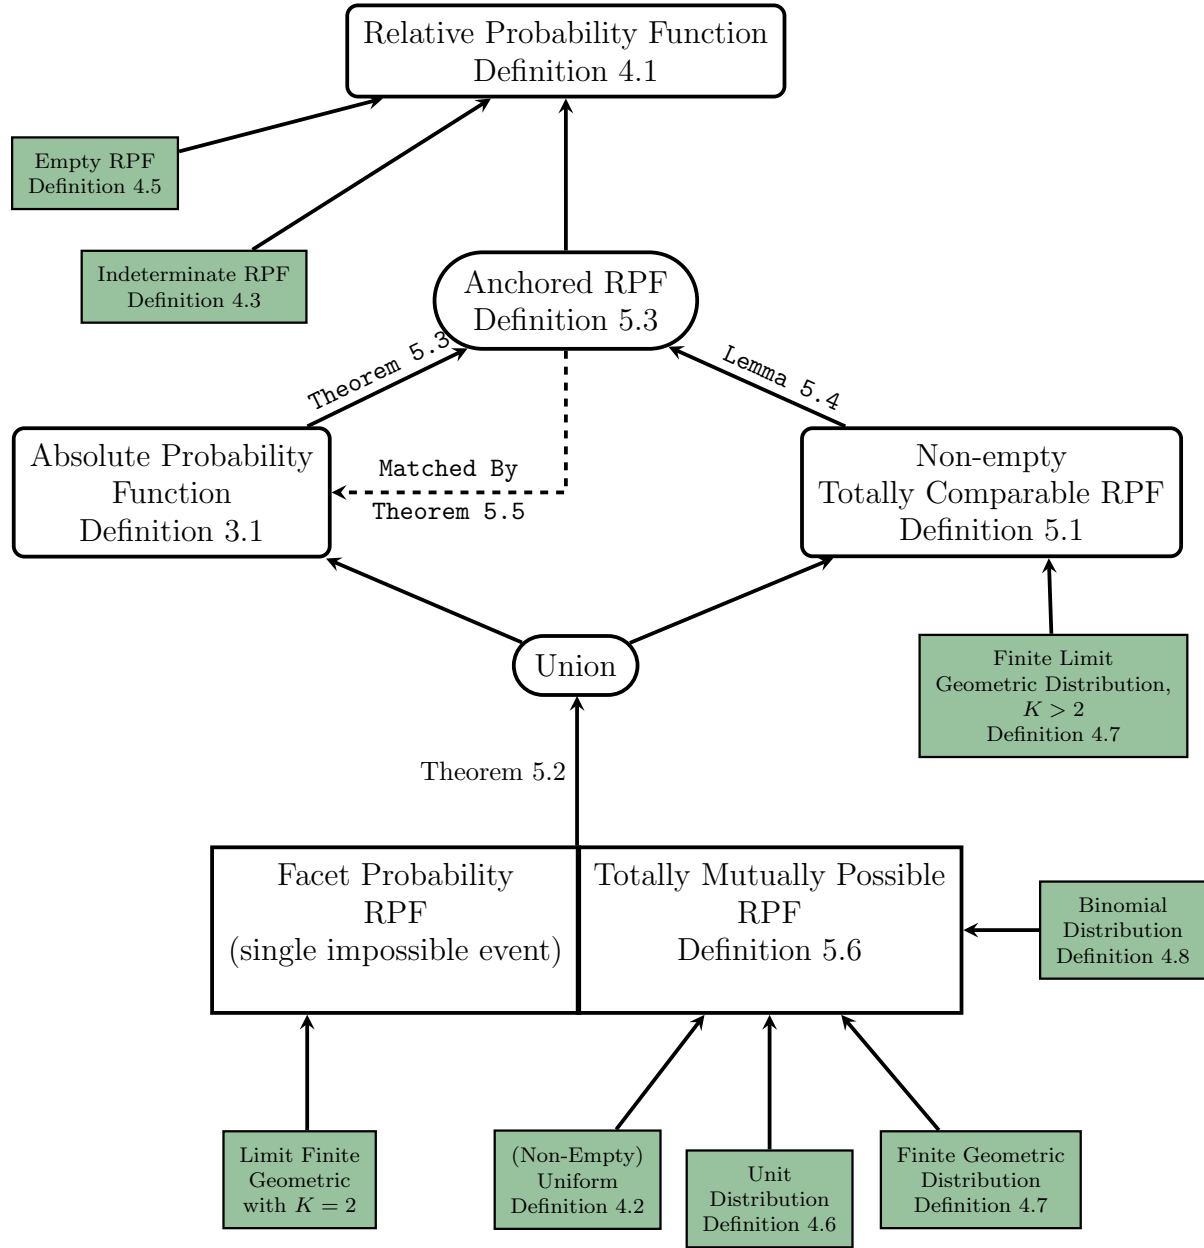 Relative Probability Function
Definition 4.1
Empty RPF
Definition 4.5
Indeterminate RPF
Definition 4.3
Anchored RPF
Definition 5.3
Theorem 5.3
Lemma 5.4
Absolute Probability
Function
Definition 3.1
Matched By
Theorem 5.5
Non-empty
Totally Comparable RPF
Definition 5.1
Union
Finite Limit
Geometric Distribution,
K > 2
Definition 4.7
Theorem 5.2
Facet Probability
RPF
(single impossible event)
Totally Mutually Possible
RPF
Definition 5.6
Binomial
Distribution
Definition 4.8
Limit Finite
Geometric
with K = 2
(Non-Empty)
Uniform
Definition 4.2
Unit
Distribution
Definition 4.6
Finite Geometric
Distribution
Definition 4.7